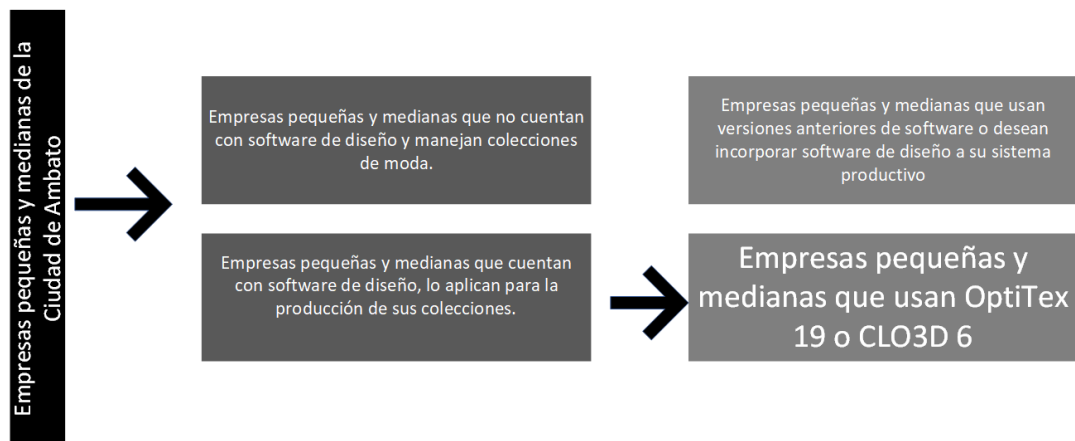 Empresas pequeñas y medianas de la
Ciudad de Ambato
Empresas pequeñas y medianas que no cuentan
con software de diseño y manejan colecciones
de moda.
Empresas pequeñas y medianas que usan
versiones anteriores de software o desean
incorporar software de diseño a su sistema
productivo
Empresas pequeñas y medianas que cuentan
con software de diseño, lo aplican para la
producción de sus colecciones.
Empresas pequeñas y
medianas que usan OptiTex
19 o CLO3D 6